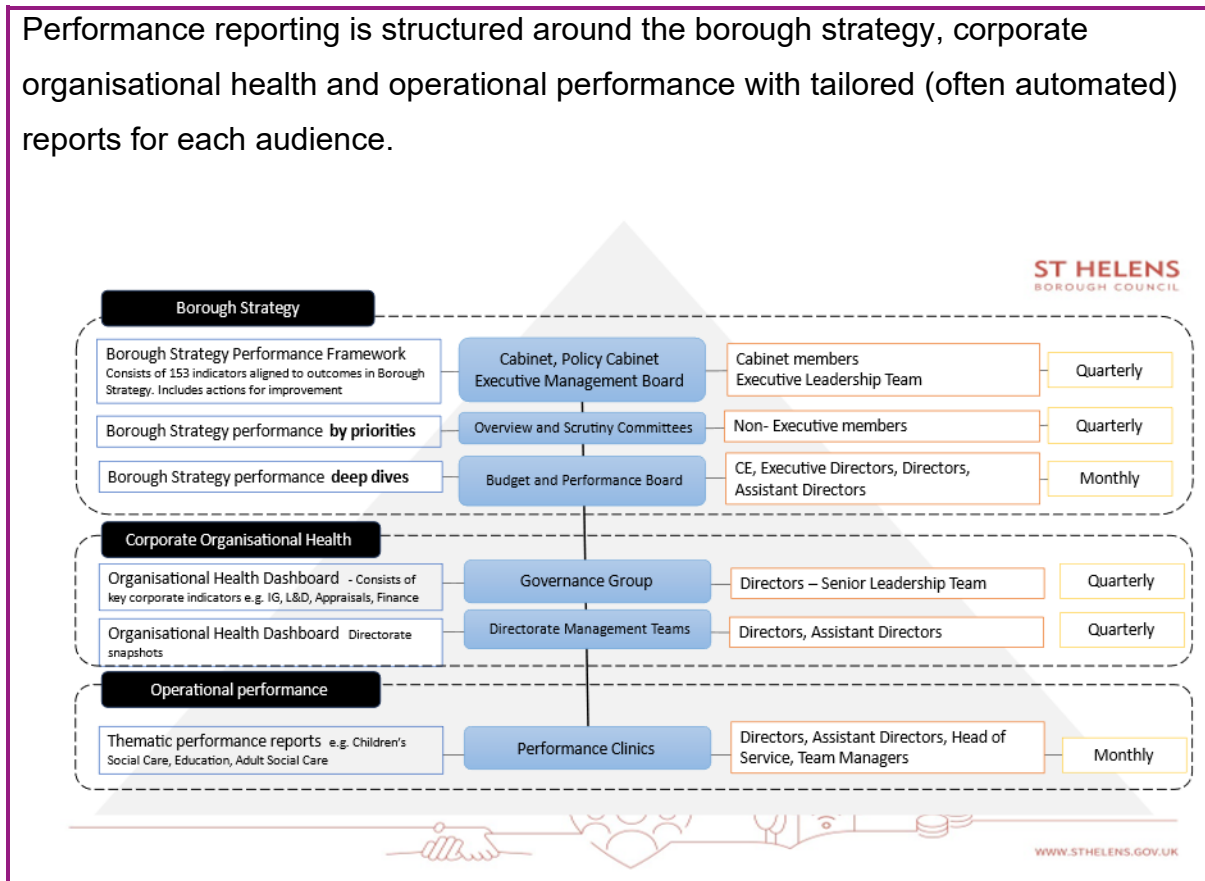 Performance reporting is structured around the borough strategy, corporate
organisational health and operational performance with tailored (often automated)
reports for each audience.
ST HELENS
BOROUGH COUNCIL
Borough Strategy
Borough Strategy Performance Framework
Consists of 153 indicators aligned to outcomes in Borough
Strategy. Includes actions for improvement
Cabinet, Policy Cabinet
Executive Management Board
Cabinet members
Executive Leadership Team
Quarterly
Borough Strategy performance by priorities
Overview and Scrutiny Committees
Non- Executive members
Quarterly
Borough Strategy performance deep dives
Budget and Performance Board
CE, Executive Directors, Directors,
Assistant Directors
Monthly
Corporate Organisational Health
Organisational Health Dashboard - Consists of
key corporate indicators e.g. IG, L&D, Appraisals, Finance
Governance Group
Directors – Senior Leadership Team
Quarterly
Organisational Health Dashboard Directorate
snapshots
Directorate Management Teams
Directors, Assistant Directors
Quarterly
Operational performance
Thematic performance reports e.g. Children's
Social Care, Education, Adult Social Care
Performance Clinics
Directors, Assistant Directors, Head of
Service, Team Managers
Monthly
WWW.STHELENS.GOV.UK